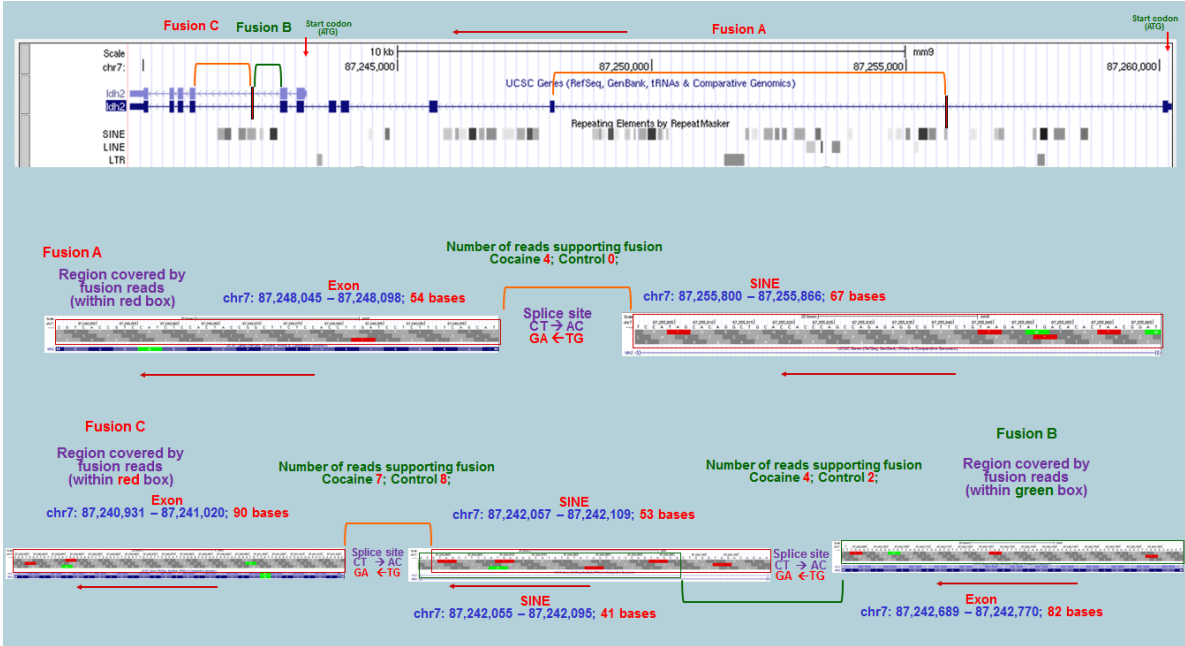 Fusion C
Fusion B
Start codon
(ATG)
Fusion A
Start codon
(ATG)
Scale
10 kb
mm9
chr7:
87,245,000
87,250,000
87,255,000
87,260,000
UCSC Genes (RefSeq, GenBank, tRNAs & Comparative Genomics)
Idh2
Idh2
Repeating Elements by RepeatMasker
SINE
LINE
LTR
Number of reads supporting fusion
Cocaine 4; Control 0;
Fusion A
Region covered by
fusion reads
(within red box)
Exon
chr7: 87,248,045 – 87,248,098; 54 bases
Splice site
CT → AC
GA ← TG
SINE
chr7: 87,255,800 – 87,255,866; 67 bases
Fusion C
Region covered by
fusion reads
(within red box)
Exon
chr7: 87,240,931 – 87,241,020; 90 bases
Number of reads supporting fusion
Cocaine 7; Control 8;
Splice site
CT → AC
GA ← TG
SINE
chr7: 87,242,057 – 87,242,109; 53 bases
SINE
chr7: 87,242,055 – 87,242,095; 41 bases
Number of reads supporting fusion
Cocaine 4; Control 2;
Splice site
CT → AC
GA ← TG
Fusion B
Region covered by
fusion reads
(within green box)
Exon
chr7: 87,242,689 – 87,242,770; 82 bases